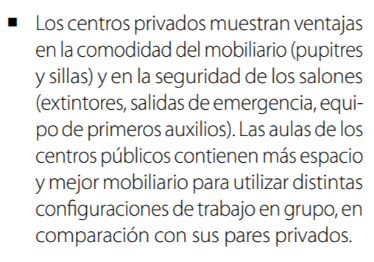 ▪ Los centros privados muestran ventajas
en la comodidad del mobiliario (pupitres
y sillas) y en la seguridad de los salones
(extintores, salidas de emergencia, equi-
po de primeros auxilios). Las aulas de los
centros públicos contienen más espacio
y mejor mobiliario para utilizar distintas
configuraciones de trabajo en grupo, en
comparación con sus pares privados.